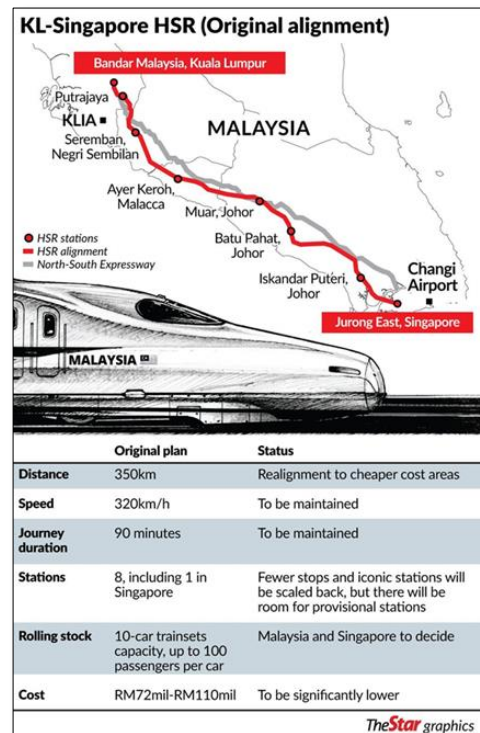 KL-Singapore HSR (Original alignment)
Bandar Malaysia, Kuala Lumpur
Putrajaya
KLIA
MALAYSIA
Seremban,
Negri Sembilan
Ayer Keroh,
Malacca
Muar, Johor
Batu Pahat,
Johor
HSR stations
HSR alignment
North-South Expressway
Iskandar Puteri,
Johor
Changi
Airport
Jurong East, Singapore
MALAYSIA
Original plan Status
Distance 350km Realignment to cheaper cost areas
Speed 320km/h To be maintained
Journey
duration 90 minutes To be maintained
Stations 8, including 1 in Fewer stops and iconic stations will
Singapore be scaled back, but there will be
room for provisional stations
Rolling stock 10-car trainsets Malaysia and Singapore to decide
capacity, up to 100
passengers per car
Cost RM72mil-RM110mil To be significantly lower
TheStar graphics